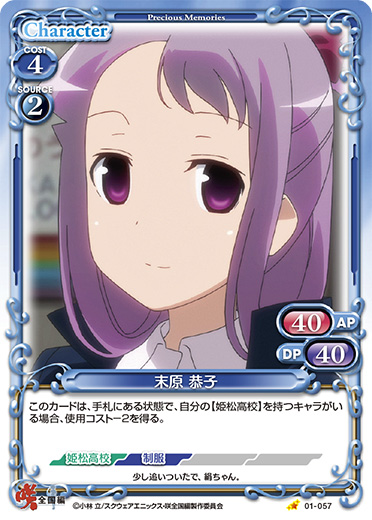 Precious Memories
Character
COST
4
SOURCE
2
40 AP
DP 40
末原 恭子
このカードは、手札にある状態で、自分の【姫松高校】を持つキャラがい
る場合、使用コスト−2を得る。
姫松高校 制服
少し追いついたで、絹ちゃん。
咲 全国編
©小林 立/スクウェアエニックス・咲全国編製作委員会
01-057